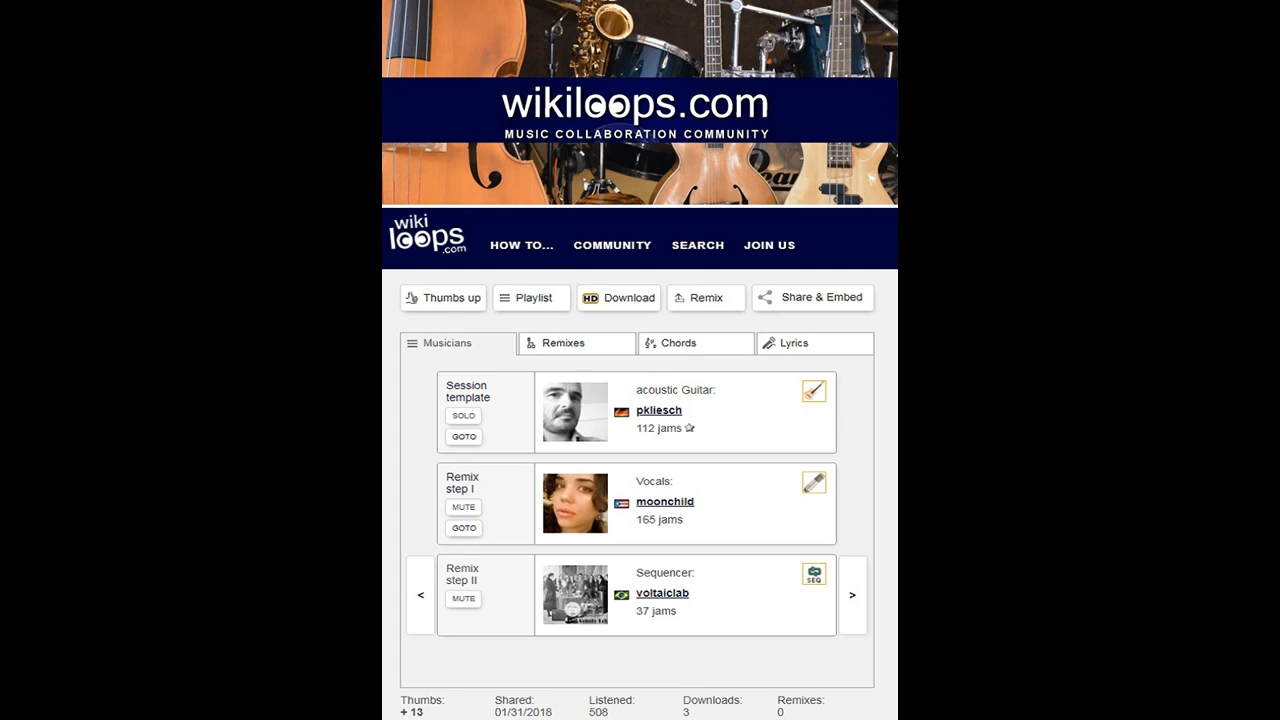 wikiloops.com
MUSIC COLLABORATION COMMUNITY
wiki
loops
.com
HOW TO... COMMUNITY SEARCH JOIN US
Thumbs up Playlist HD Download Remix Share & Embed
Musicians Remixes Chords Lyrics
Session
template
SOLO
GOTO
acoustic Guitar:
pkliesch
112 jams
Remix
step I
MUTE
GOTO
Vocals:
moonchild
165 jams
<
Remix
step II
MUTE
Sequencer:
voltaiclab
37 jams
SEQ
>
Thumbs: Shared: Listened: Downloads: Remixes:
+ 13 01/31/2018 508 3 0